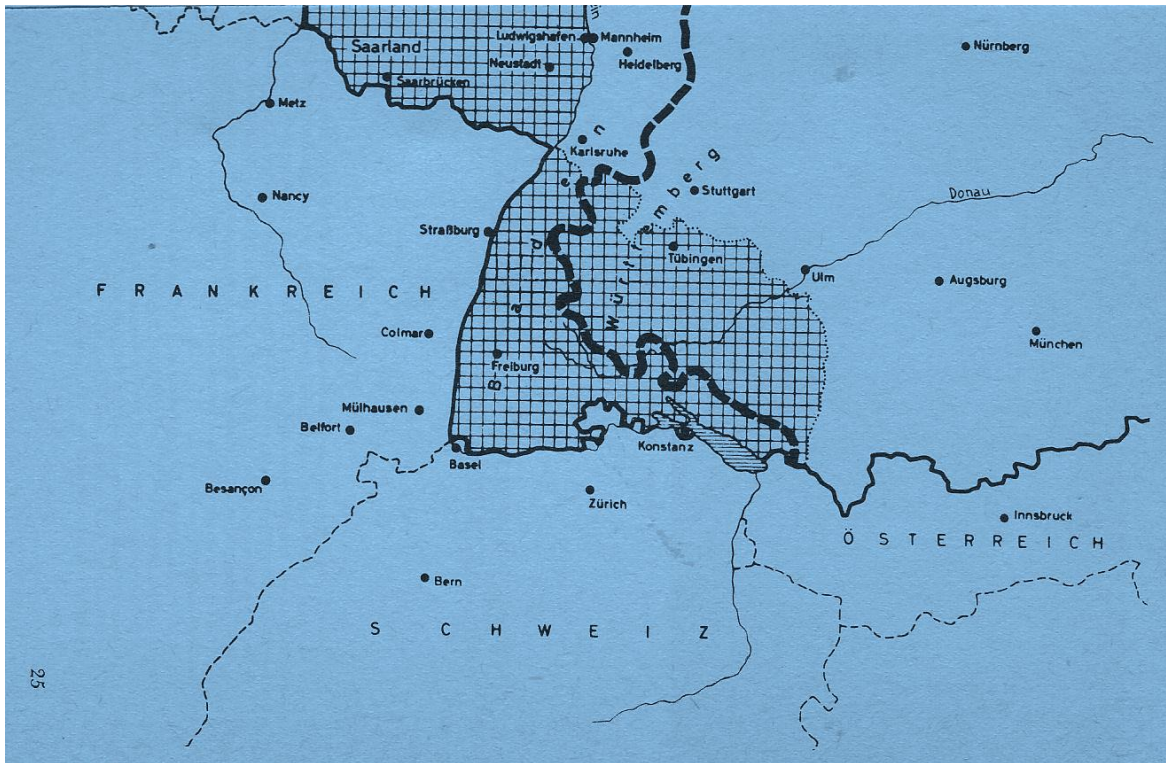 Ludwigshafen
Mannheim
Saarland
Neustadt
Heidelberg
Nürnberg
Saarbrücken
Metz
Karlsruhe
Nancy
Stuttgart
Donau
Straßburg
Baden
Württemberg
Tübingen
Ulm
Augsburg
FRANKREICH
Colmar
München
Freiburg
Mülhausen
Belfort
Konstanz
Basel
Besançon
Zürich
Innsbruck
ÖSTERREICH
Bern
SCHWEIZ
25